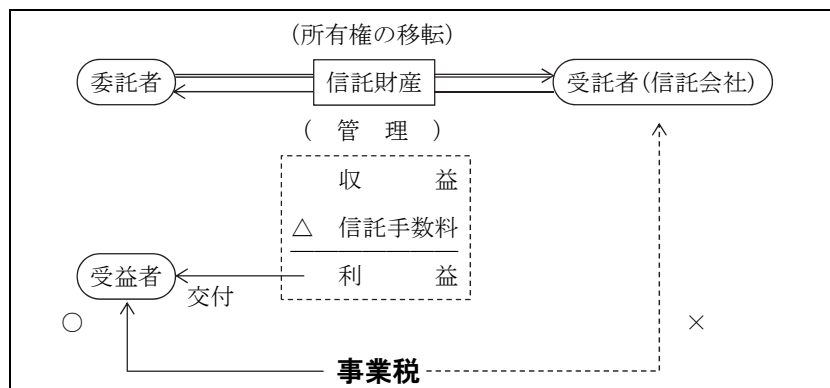 (所有権の移転)
委託者 信託財産 受託者(信託会社)
( 管 理 )
収 益
△ 信託手数料
受益者 利 益
交付
○ ×
事業税